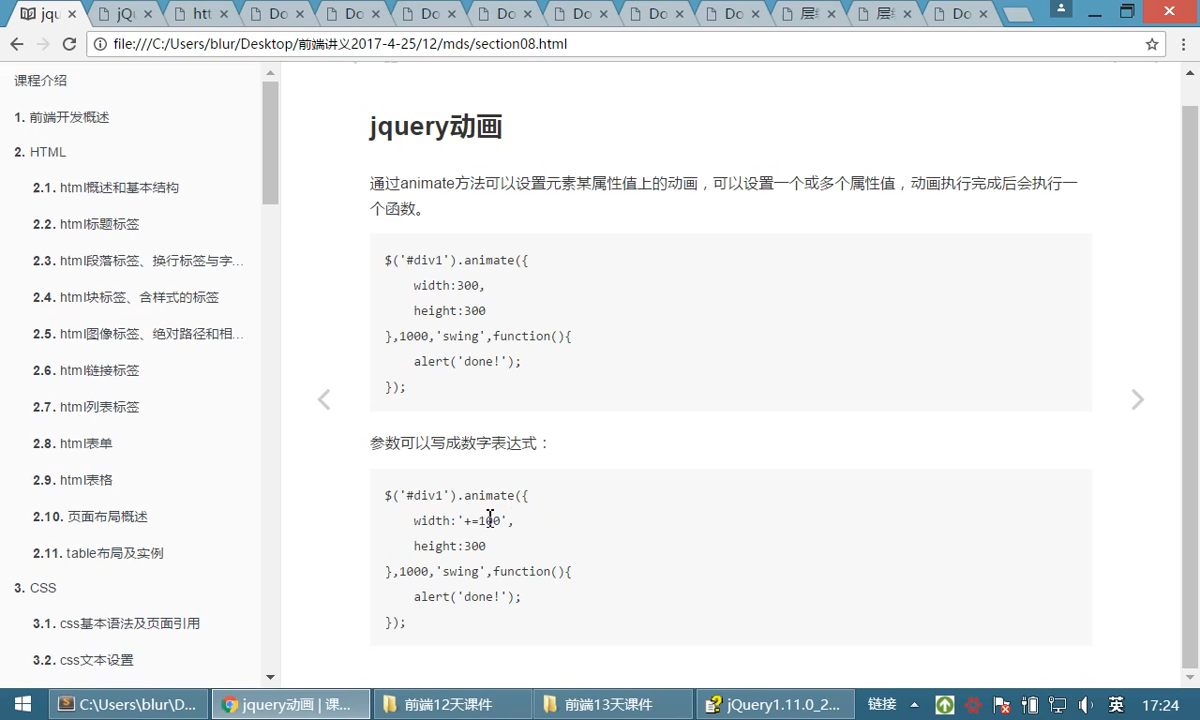 jqu
jQu
htt
Do
Do
Do
Do
Do
Do
Do
层级
层级
Do
file:///C:/Users/blur/Desktop/前端讲义2017-4-25/12/mds/section08.html
课程介绍
1. 前端开发概述
2. HTML
2.1. html概述和基本结构
2.2. html标题标签
2.3. html段落标签、换行标签与字...
2.4. html块标签、含样式的标签
2.5. html图像标签、绝对路径和相...
2.6. html链接标签
2.7. html列表标签
2.8. html表单
2.9. html表格
2.10. 页面布局概述
2.11. table布局及实例
3. CSS
3.1. css基本语法及页面引用
3.2. css文本设置
jquery动画
通过animate方法可以设置元素某属性值上的动画，可以设置一个或多个属性值，动画执行完成后会执行一
个函数。
$('#div1').animate({
width:300,
height:300
},1000,'swing',function(){
alert('done!');
});
参数可以写成数字表达式：
$('#div1').animate({
width:'+=100',
height:300
},1000,'swing',function(){
alert('done!');
});
C:\Users\blur\D...
jquery动画 | 课...
前端12天课件
前端13天课件
jQuery1.11.0_2...
链接
英
17:24